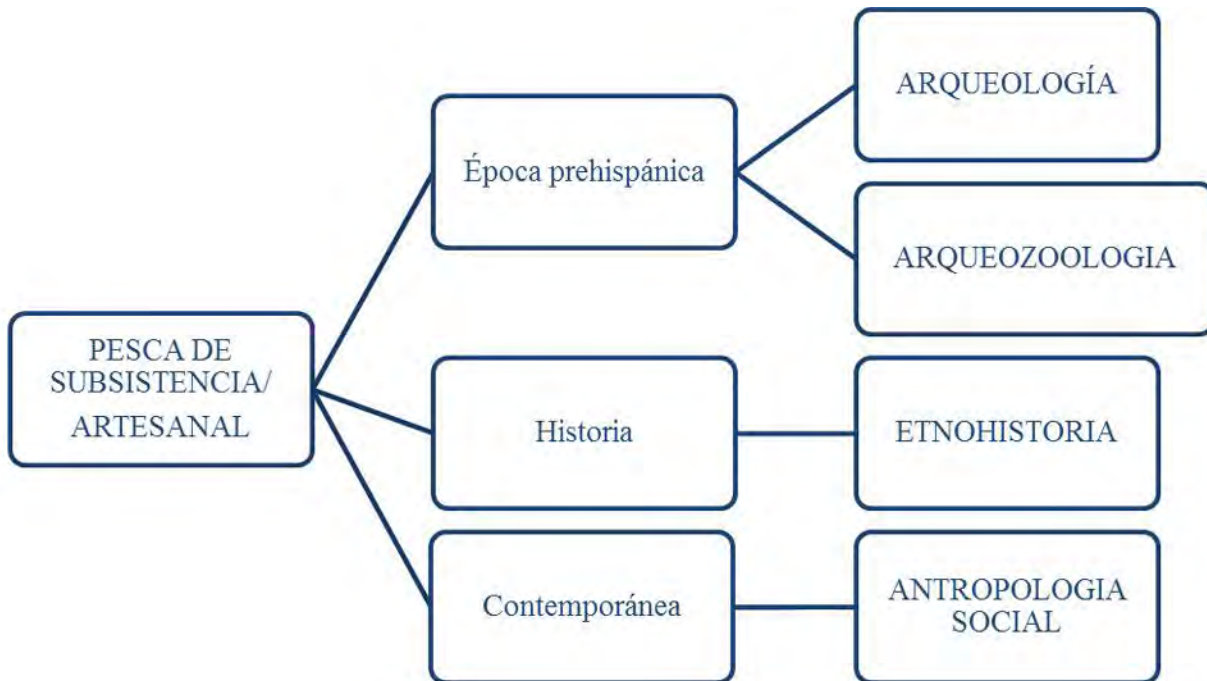 PESCA DE
SUBSISTENCIA/
ARTESANAL
Época prehispánica
ARQUEOLOGÍA
ARQUEOZOOLOGIA
Historia
ETNOHISTORIA
Contemporánea
ANTROPOLOGIA
SOCIAL